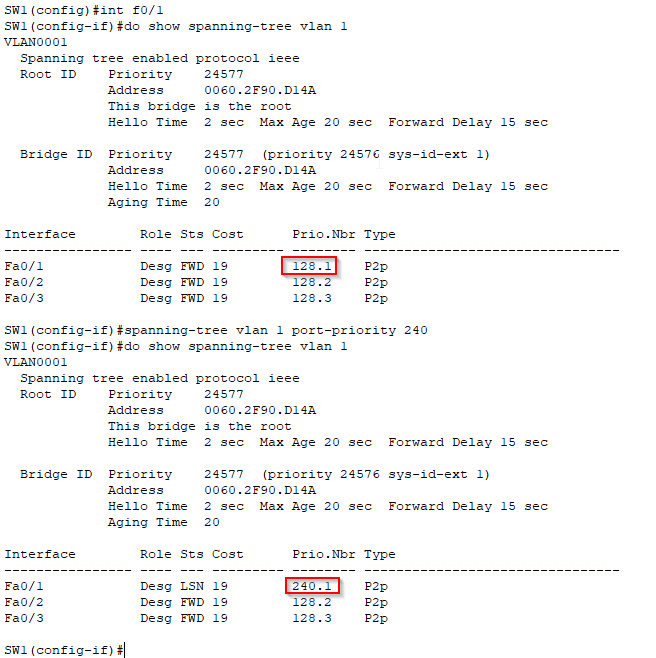 SW1(config)#int f0/1
SW1(config-if)#do show spanning-tree vlan 1
VLAN0001
  Spanning tree enabled protocol ieee
  Root ID    Priority    24577
             Address     0060.2F90.D14A
             This bridge is the root
             Hello Time  2 sec  Max Age 20 sec  Forward Delay 15 sec

  Bridge ID  Priority    24577  (priority 24576 sys-id-ext 1)
             Address     0060.2F90.D14A
             Hello Time  2 sec  Max Age 20 sec  Forward Delay 15 sec
             Aging Time  20

Interface        Role Sts Cost      Prio.Nbr Type
---------------- ---- --- --------- -------- --------------------------------
Fa0/1            Desg FWD 19        128.1    P2p
Fa0/2            Desg FWD 19        128.2    P2p
Fa0/3            Desg FWD 19        128.3    P2p

SW1(config-if)#spanning-tree vlan 1 port-priority 240
SW1(config-if)#do show spanning-tree vlan 1
VLAN0001
  Spanning tree enabled protocol ieee
  Root ID    Priority    24577
             Address     0060.2F90.D14A
             This bridge is the root
             Hello Time  2 sec  Max Age 20 sec  Forward Delay 15 sec

  Bridge ID  Priority    24577  (priority 24576 sys-id-ext 1)
             Address     0060.2F90.D14A
             Hello Time  2 sec  Max Age 20 sec  Forward Delay 15 sec
             Aging Time  20

Interface        Role Sts Cost      Prio.Nbr Type
---------------- ---- --- --------- -------- --------------------------------
Fa0/1            Desg LSN 19        240.1    P2p
Fa0/2            Desg FWD 19        128.2    P2p
Fa0/3            Desg FWD 19        128.3    P2p

SW1(config-if)#